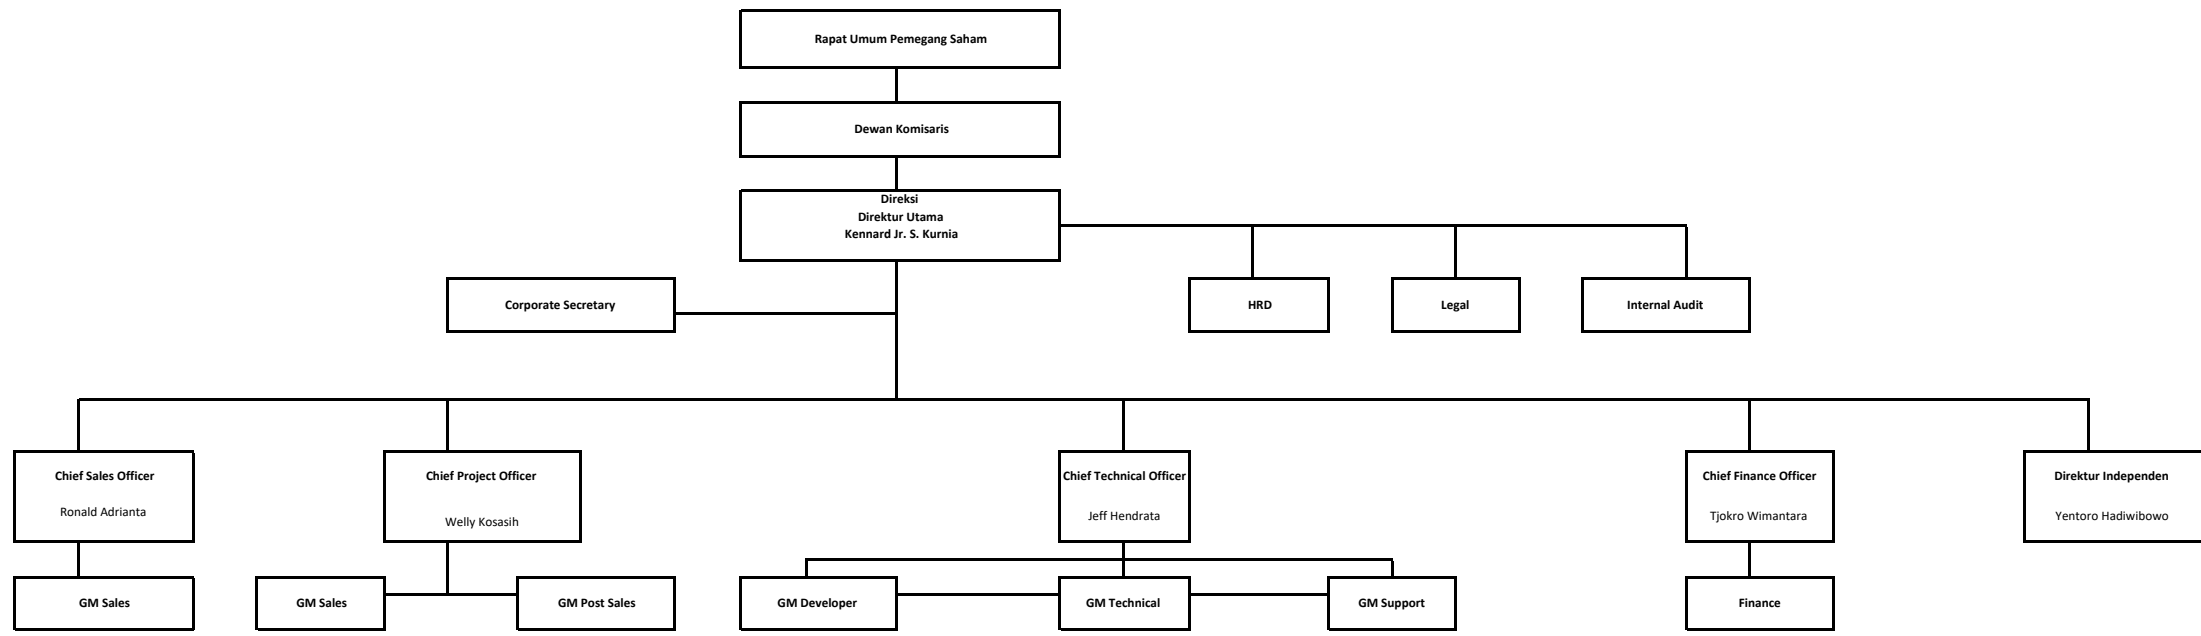 Rapat Umum Pemegang Saham
Dewan Komisaris
Direksi
Direktur Utama
Kennard Jr. S. Kurnia
Corporate Secretary
HRD
Legal
Internal Audit
Chief Sales Officer
Ronald Adrianta
Chief Project Officer
Welly Kosasih
Chief Technical Officer
Jeff Hendrata
Chief Finance Officer
Tjokro Wimantara
Direktur Independen
Yentoro Hadiwibowo
GM Sales
GM Sales
GM Post Sales
GM Developer
GM Technical
GM Support
Finance